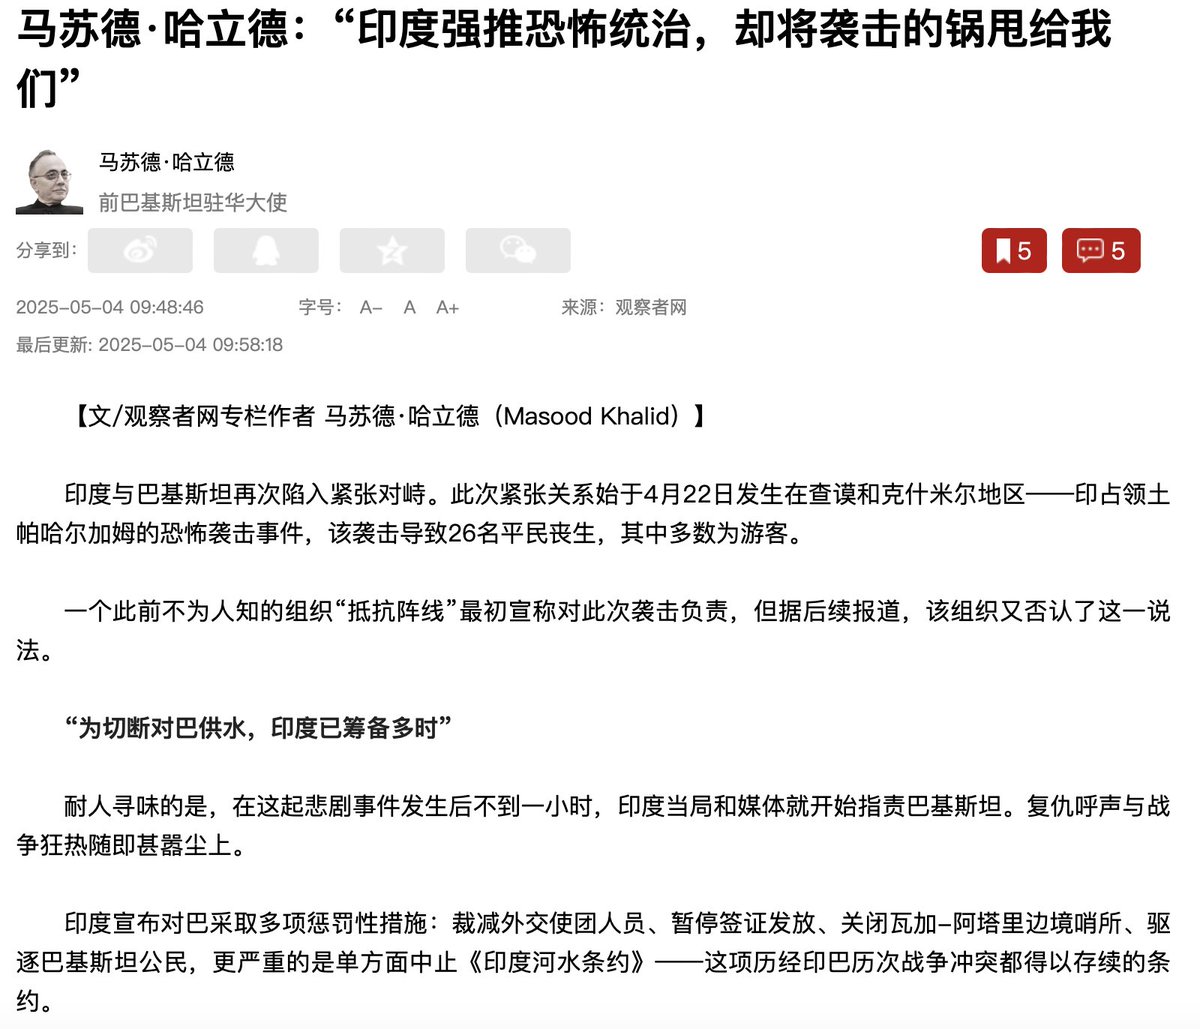 马苏德·哈立德：“印度强推恐怖统治，却将袭击的锅甩给我
们”
马苏德·哈立德
前巴基斯坦驻华大使
分享到:
5
5
2025-05-04 09:48:46 字号： A- A A+ 来源：观察者网
最后更新: 2025-05-04 09:58:18
【文/观察者网专栏作者 马苏德·哈立德（Masood Khalid）】
印度与巴基斯坦再次陷入紧张对峙。此次紧张关系始于4月22日发生在查谟和克什米尔地区——印占领土
帕哈尔加姆的恐怖袭击事件，该袭击导致26名平民丧生，其中多数为游客。
一个此前不为人知的组织“抵抗阵线”最初宣称对此次袭击负责，但据后续报道，该组织又否认了这一说
法。
“为切断对巴供水，印度已筹备多时”
耐人寻味的是，在这起悲剧事件发生后不到一小时，印度当局和媒体就开始指责巴基斯坦。复仇呼声与战
争狂热随即甚嚣尘上。
印度宣布对巴采取多项惩罚性措施：裁减外交使团人员、暂停签证发放、关闭瓦加-阿塔里边境哨所、驱
逐巴基斯坦公民，更严重的是单方面中止《印度河水条约》——这项历经印巴历次战争冲突都得以存续的条
约。